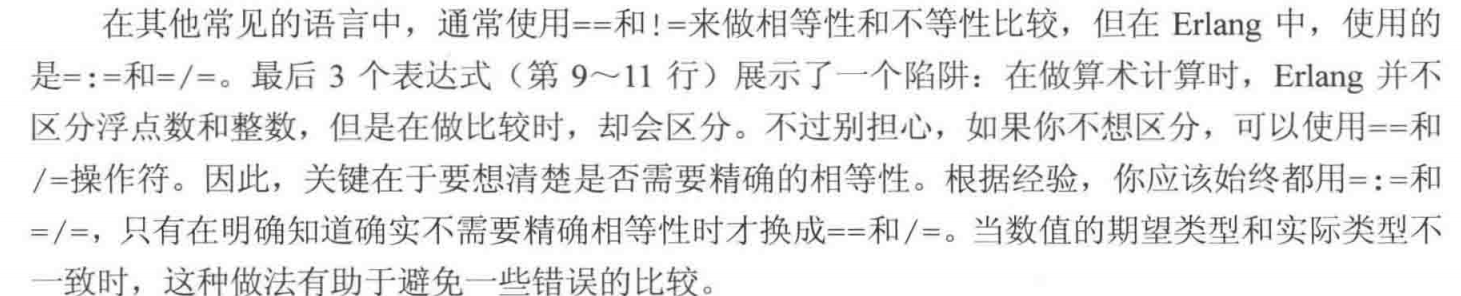 在其他常见的语言中，通常使用==和!=来做相等性和不等性比较，但在 Erlang 中，使用的
是=:=和=/=。最后 3 个表达式（第 9～11 行）展示了一个陷阱：在做算术计算时，Erlang 并不
区分浮点数和整数，但是在做比较时，却会区分。不过别担心，如果你不想区分，可以使用==和
/=操作符。因此，关键在于要想清楚是否需要精确的相等性。根据经验，你应该始终都用=:=和
=/=，只有在明确知道确实不需要精确相等性时才换成==和/=。当数值的期望类型和实际类型不
一致时，这种做法有助于避免一些错误的比较。